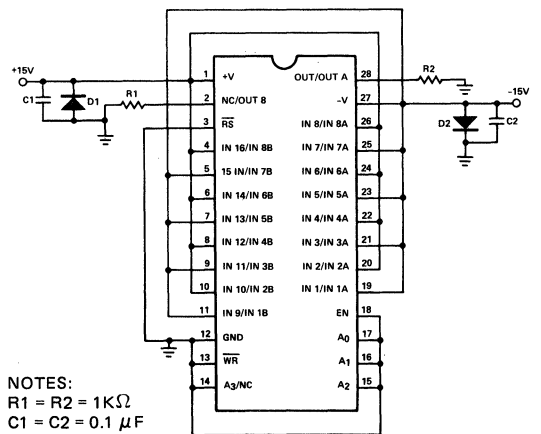 +15V
C1
D1
R1
1 +V
2 NC/OUT 8
3 RS
4 IN 16/IN 8B
5 15 IN/IN 7B
6 IN 14/IN 6B
7 IN 13/IN 5B
8 IN 12/IN 4B
9 IN 11/IN 3B
10 IN 10/IN 2B
11 IN 9/IN 1B
12 GND
13 WR
14 A3/NC
OUT/OUT A 28
–V 27
IN 8/IN 8A 26
IN 7/IN 7A 25
IN 6/IN 6A 24
IN 5/IN 5A 23
IN 4/IN 4A 22
IN 3/IN 3A 21
IN 2/IN 2A 20
IN 1/IN 1A 19
EN 18
A0 17
A1 16
A2 15
R2
–15V
D2
C2
NOTES:
R1 = R2 = 1KΩ
C1 = C2 = 0.1 μF